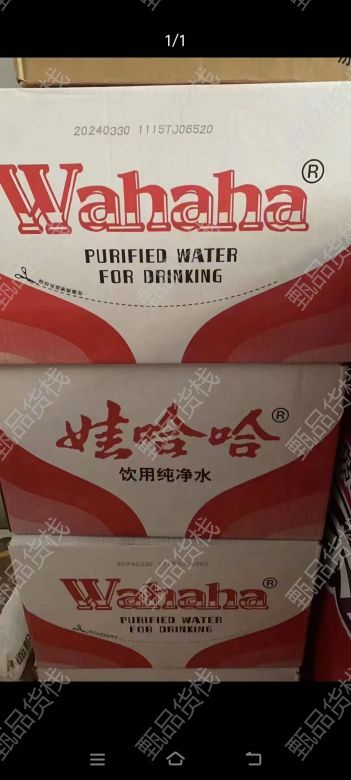 1/1
20240330 1115TJ06520
Wahaha®
PURIFIED WATER
FOR DRINKING
娃哈哈®
饮用纯净水
20240330
Wahaha®
PURIFIED WATER
FOR DRINKING
甄品货栈